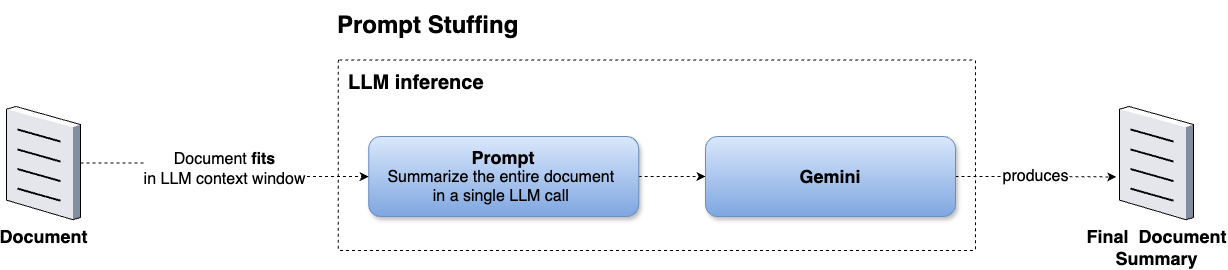 Prompt Stuffing
LLM inference
Document fits
in LLM context window
Prompt
Summarize the entire document
in a single LLM call
Gemini
produces
Document
Final Document
Summary